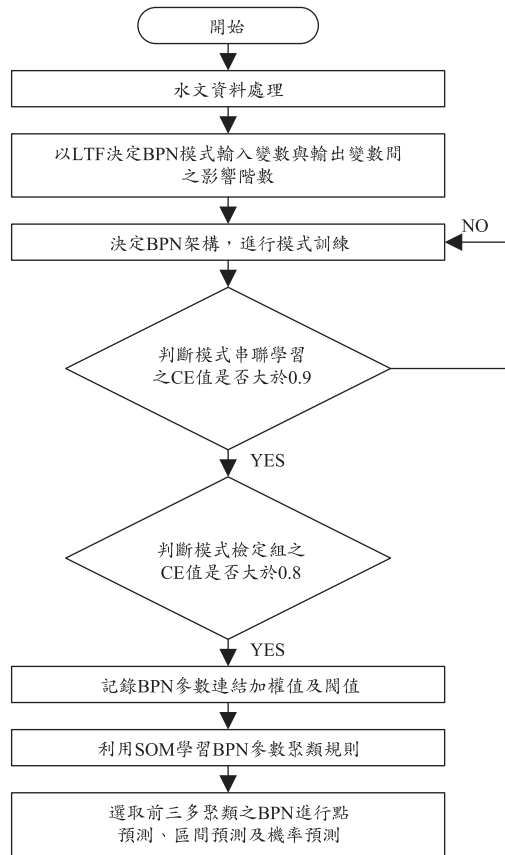 開始
水文資料處理
以LTF決定BPN模式輸入變數與輸出變數間
之影響階數
決定BPN架構，進行模式訓練
NO
判斷模式串聯學習
之CE值是否大於0.9
YES
判斷模式檢定組之
CE值是否大於0.8
YES
記錄BPN參數連結加權值及閥值
利用SOM學習BPN參數聚類規則
選取前三多聚類之BPN進行點
預測、區間預測及機率預測